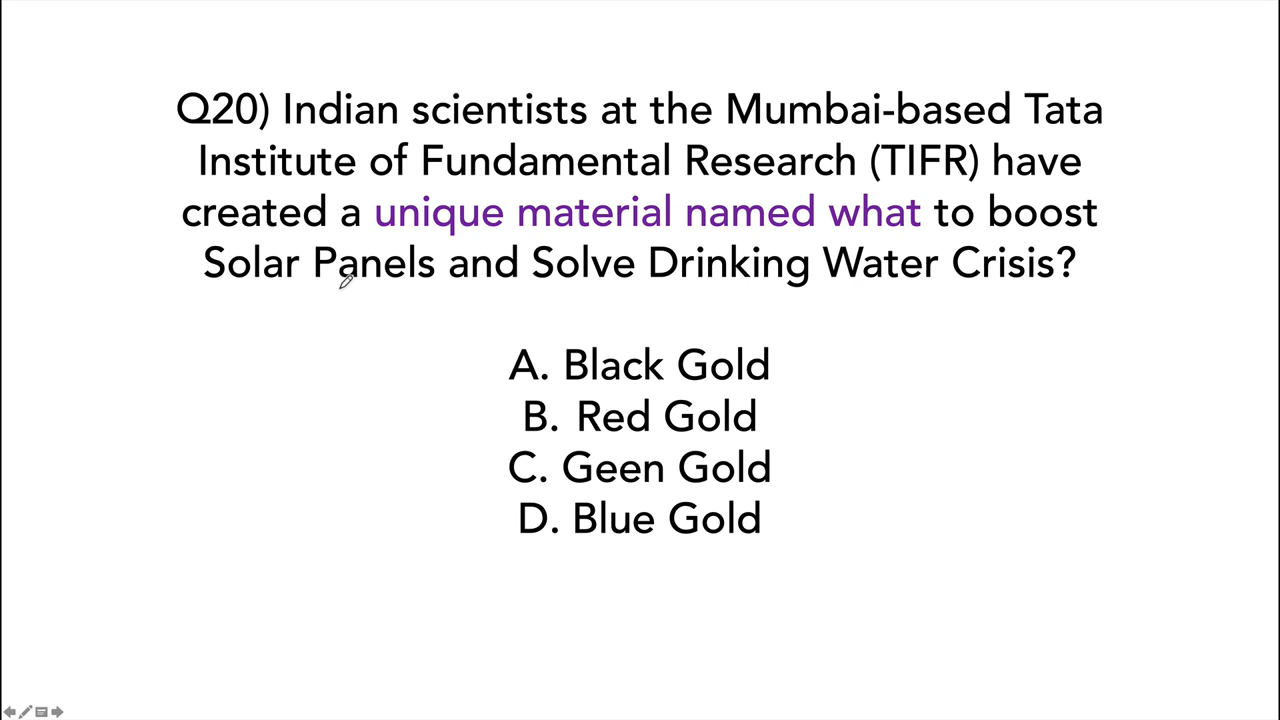 Q20) Indian scientists at the Mumbai-based Tata
Institute of Fundamental Research (TIFR) have
created a unique material named what to boost
Solar Panels and Solve Drinking Water Crisis?
A. Black Gold
B. Red Gold
C. Geen Gold
D. Blue Gold